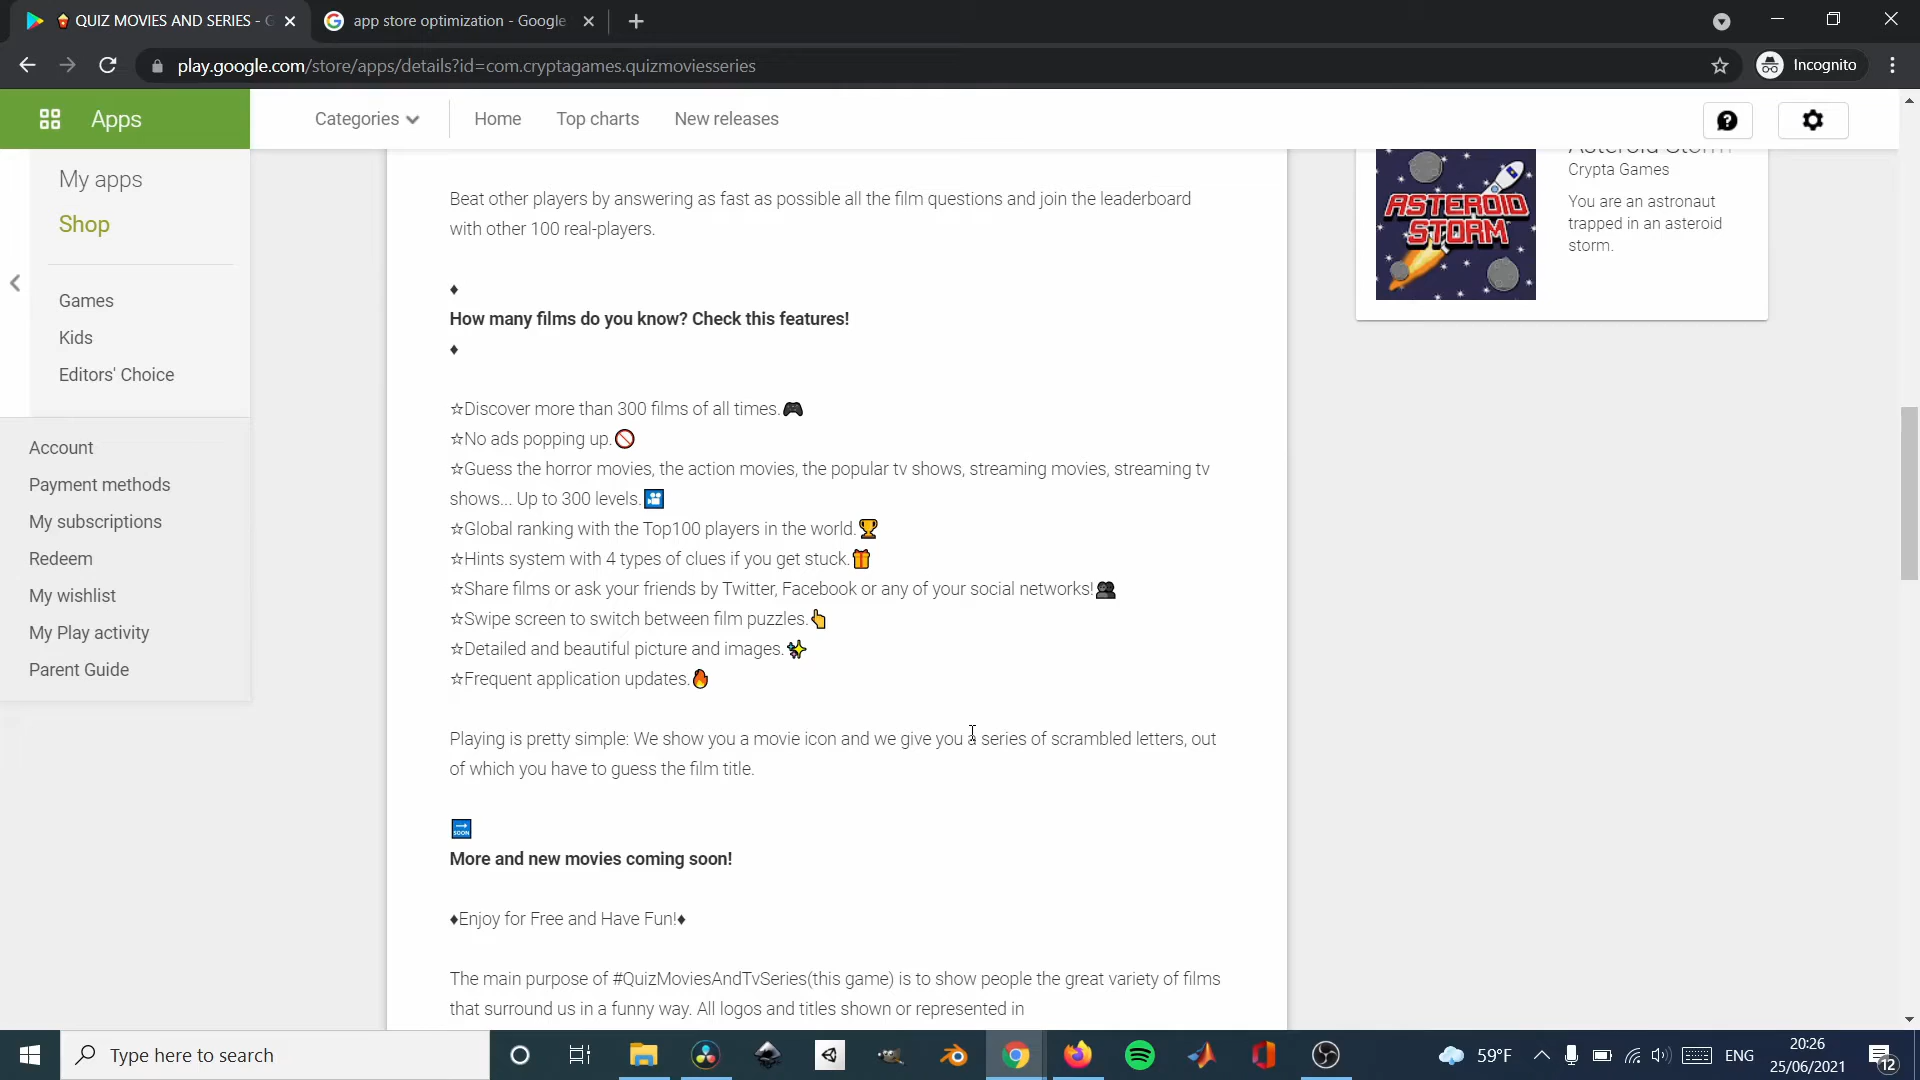 QUIZ MOVIES AND SERIES - G
app store optimization - Google
play.google.com/store/apps/details?id=com.cryptagames.quizmoviesseries
Incognito
Apps
Categories
Home
Top charts
New releases
My apps
Shop
Games
Kids
Editors' Choice
Account
Payment methods
My subscriptions
Redeem
My wishlist
My Play activity
Parent Guide
Beat other players by answering as fast as possible all the film questions and join the leaderboard
with other 100 real-players.
♦
How many films do you know? Check this features!
♦
☆Discover more than 300 films of all times.🎮
☆No ads popping up.🚫
☆Guess the horror movies, the action movies, the popular tv shows, streaming movies, streaming tv
shows... Up to 300 levels.🎦
☆Global ranking with the Top100 players in the world.🏆
☆Hints system with 4 types of clues if you get stuck.🎁
☆Share films or ask your friends by Twitter, Facebook or any of your social networks!👥
☆Swipe screen to switch between film puzzles.👆
☆Detailed and beautiful picture and images.✨
☆Frequent application updates.🔥
Playing is pretty simple: We show you a movie icon and we give you a series of scrambled letters, out
of which you have to guess the film title.
🔜
More and new movies coming soon!
♦Enjoy for Free and Have Fun!♦
The main purpose of #QuizMoviesAndTvSeries(this game) is to show people the great variety of films
that surround us in a funny way. All logos and titles shown or represented in
ASTEROID
STORM
Asteroid Storm
Crypta Games
You are an astronaut
trapped in an asteroid
storm.
Type here to search
59°F
ENG
20:26
25/06/2021
12